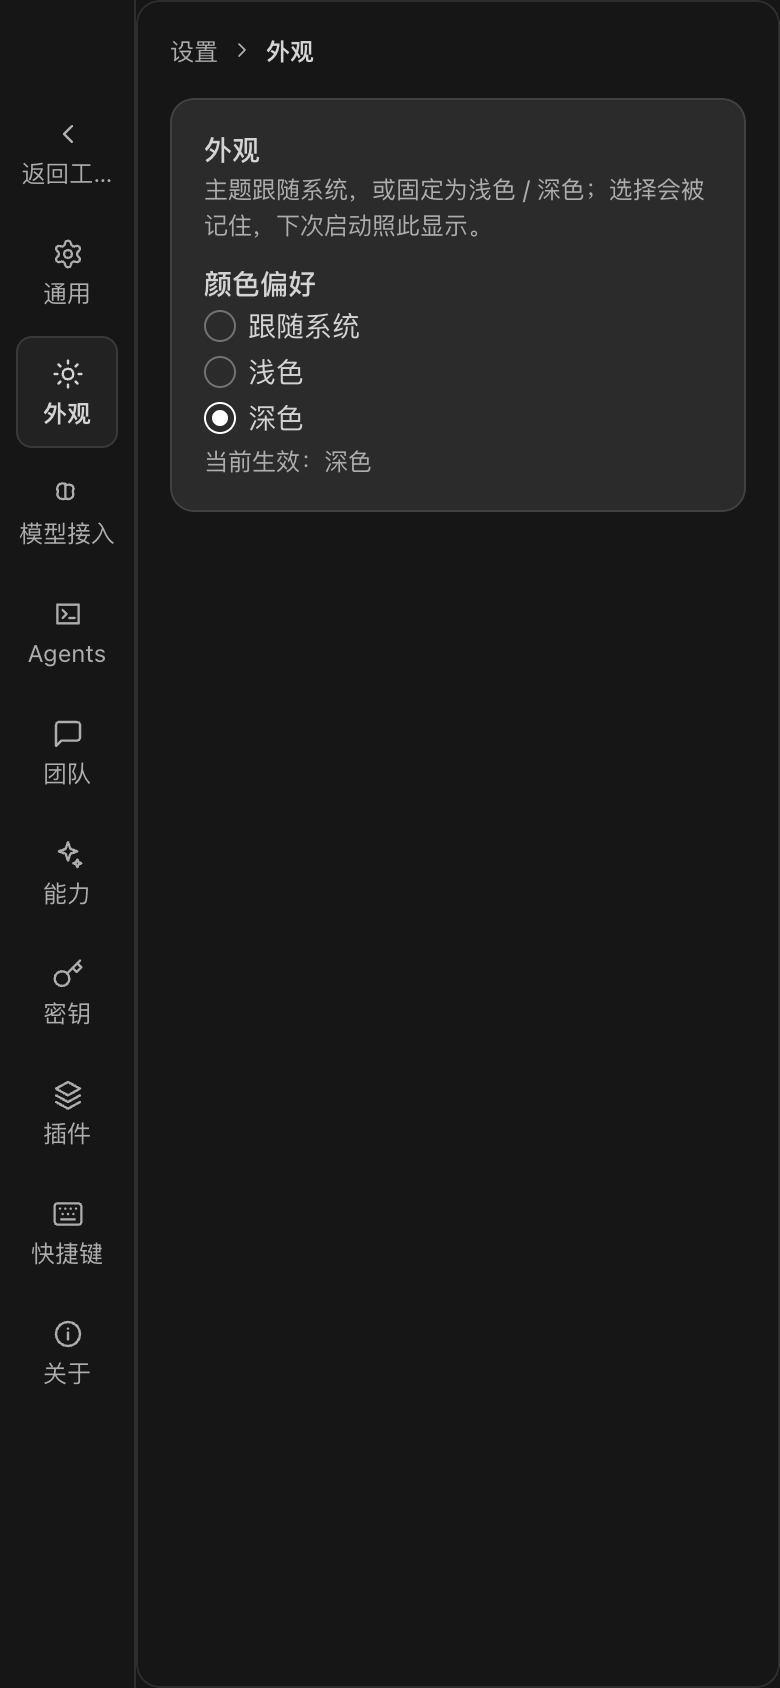 设置 > 外观
返回工...
通用
外观
模型接入
Agents
团队
能力
密钥
插件
快捷键
关于
外观
主题跟随系统，或固定为浅色 / 深色；选择会被
记住，下次启动照此显示。
颜色偏好
跟随系统
浅色
深色
当前生效：深色